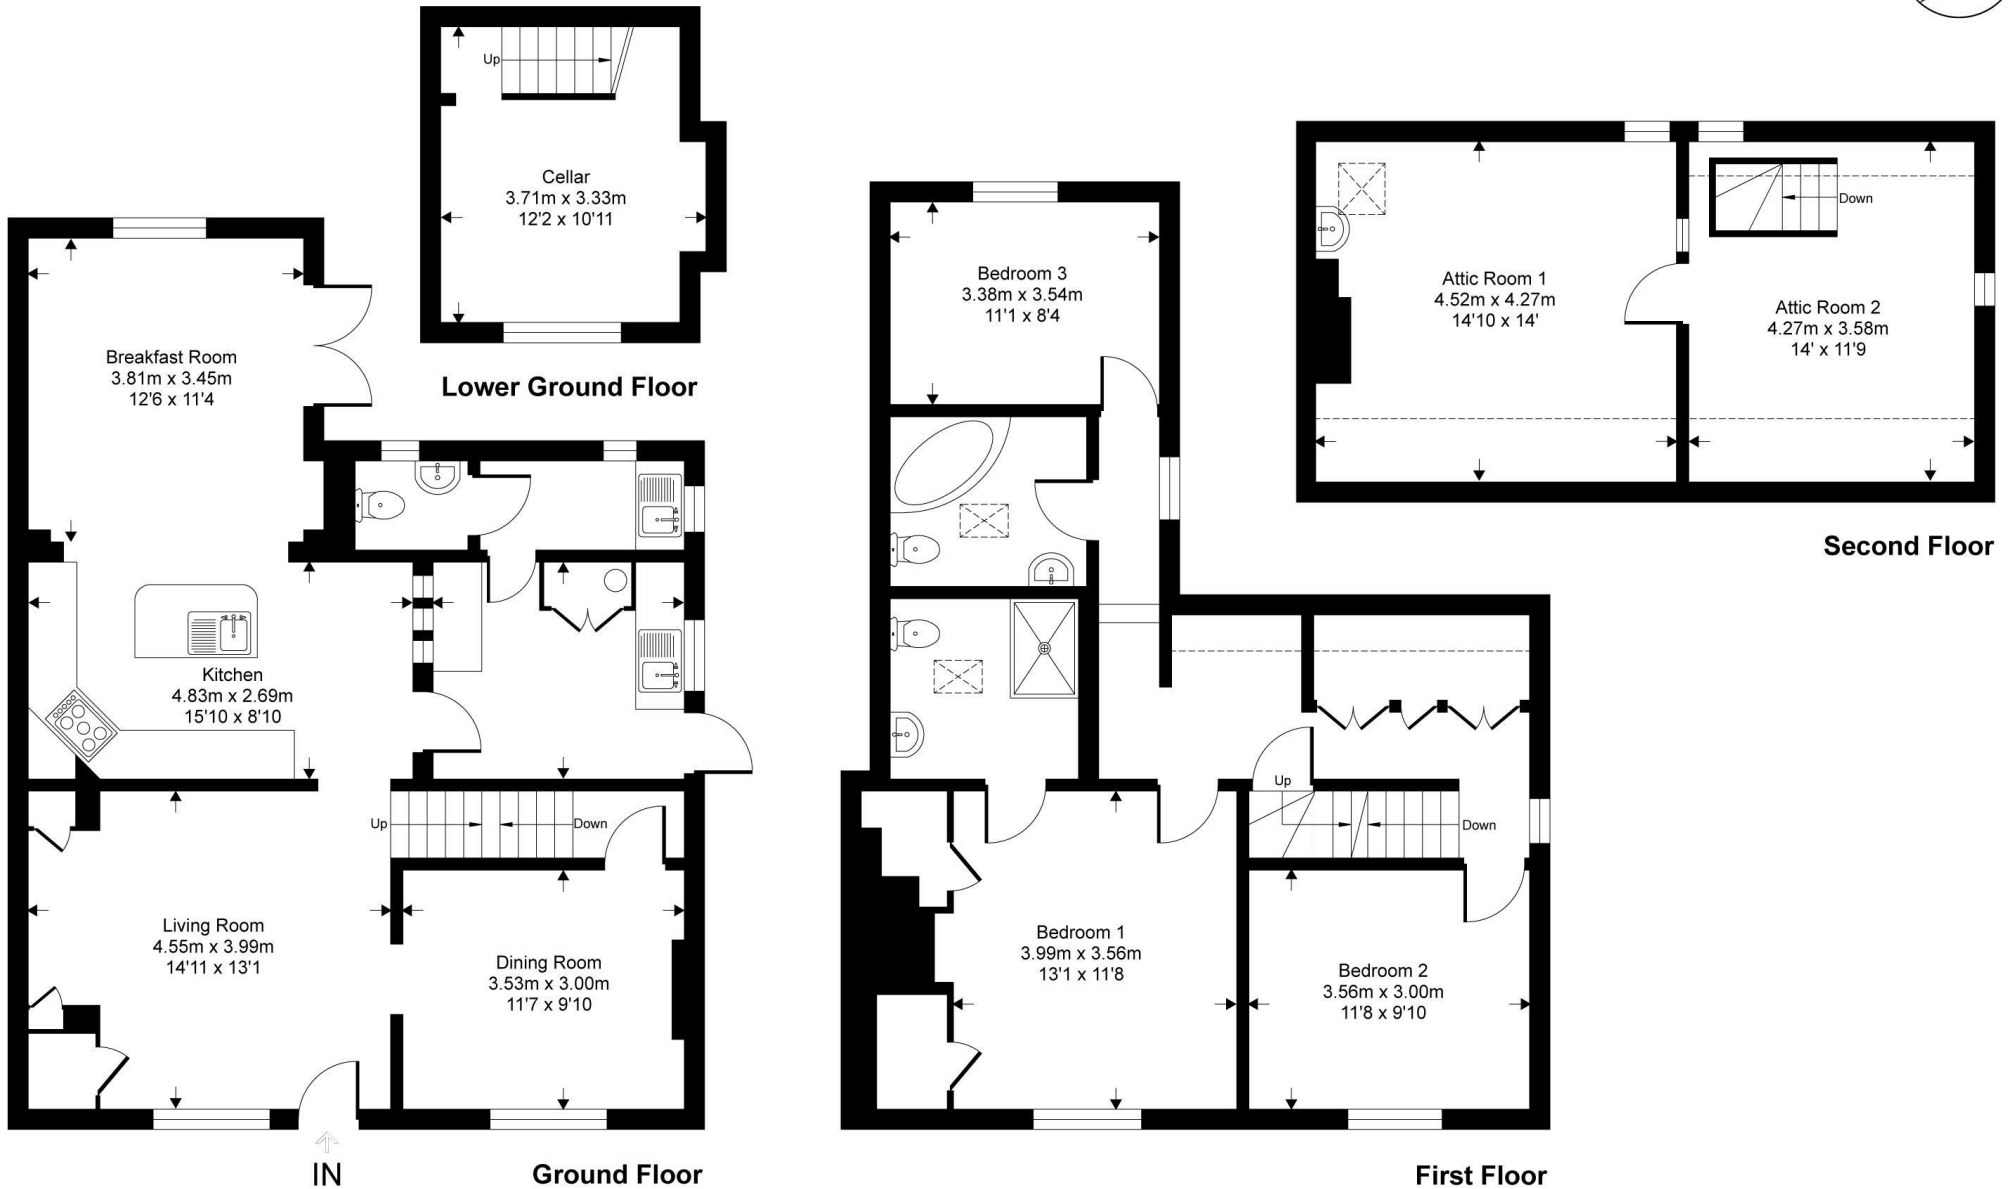 Up
Cellar
3.71m x 3.33m
12'2 x 10'11
Lower Ground Floor
Breakfast Room
3.81m x 3.45m
12'6 x 11'4
Kitchen
4.83m x 2.69m
15'10 x 8'10
Up
Down
Living Room
4.55m x 3.99m
14'11 x 13'1
Dining Room
3.53m x 3.00m
11'7 x 9'10
IN
Ground Floor
Bedroom 3
3.38m x 3.54m
11'1 x 8'4
Up
Down
Bedroom 1
3.99m x 3.56m
13'1 x 11'8
Bedroom 2
3.56m x 3.00m
11'8 x 9'10
First Floor
Down
Attic Room 1
4.52m x 4.27m
14'10 x 14'
Attic Room 2
4.27m x 3.58m
14' x 11'9
Second Floor